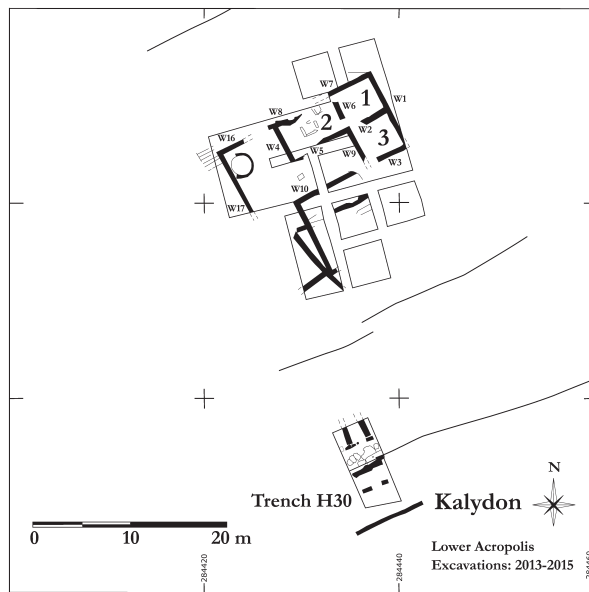 W7
W1
1
W6
W8
2
W2
W16
3
W4
W5
W9
W3
W10
W17
N
Trench H30
Kalydon
0 10 20 m
Lower Acropolis
Excavations: 2013-2015
284420
284440
284460